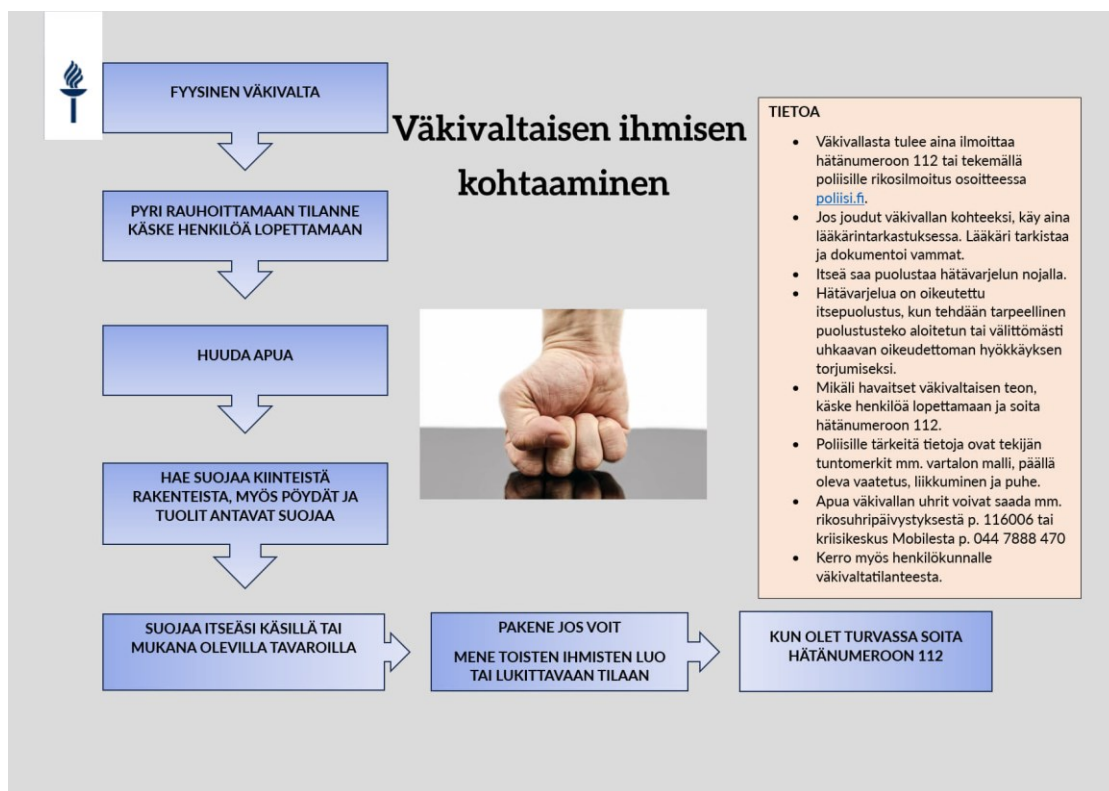 FYYSINEN VÄKIVALTA
Väkivaltaisen ihmisen
kohtaaminen
PYRI RAUHOITTAMAAN TILANNE
KÄSKE HENKILÖÄ LOPETTAMAAN
HUUDA APUA
HAE SUOJAA KIINTEISTÄ
RAKENTEISTA, MYÖS PÖYDÄT JA
TUOLIT ANTAVAT SUOJAA
SUOJAA ITSEÄSI KÄSILLÄ TAI
MUKANA OLEVILLA TAVAROILLA
PAKENE JOS VOIT
MENE TOISTEN IHMISTEN LUO
TAI LUKITTAVAAN TILAAN
KUN OLET TURVASSA SOITA
HÄTÄNUMEROON 112
TIETOA
• Väkivallasta tulee aina ilmoittaa
hätänumeroon 112 tai tekemällä
poliisille rikosilmoitus osoitteessa
poliisi.fi.
• Jos joudut väkivallan kohteeksi, käy aina
lääkärintarkastuksessa. Lääkäri tarkistaa
ja dokumentoi vammat.
• Itseä saa puolustaa hätävarjelun nojalla.
• Hätävarjelua on oikeutettu
itsepuolustus, kun tehdään tarpeellinen
puolustusteko aloitetun tai välittömästi
uhkaavan oikeudettoman hyökkäyksen
torjumiseksi.
• Mikäli havaitset väkivaltaisen teon,
käske henkilöä lopettamaan ja soita
hätänumeroon 112.
• Poliisille tärkeitä tietoja ovat tekijän
tuntomerkit mm. vartalon malli, päällä
oleva vaatetus, liikkuminen ja puhe.
• Apua väkivallan uhrit voivat saada mm.
rikosuhripäivystyksestä p. 116006 tai
kriisikeskus Mobilesta p. 044 7888 470
• Kerro myös henkilökunnalle
väkivaltatilanteesta.